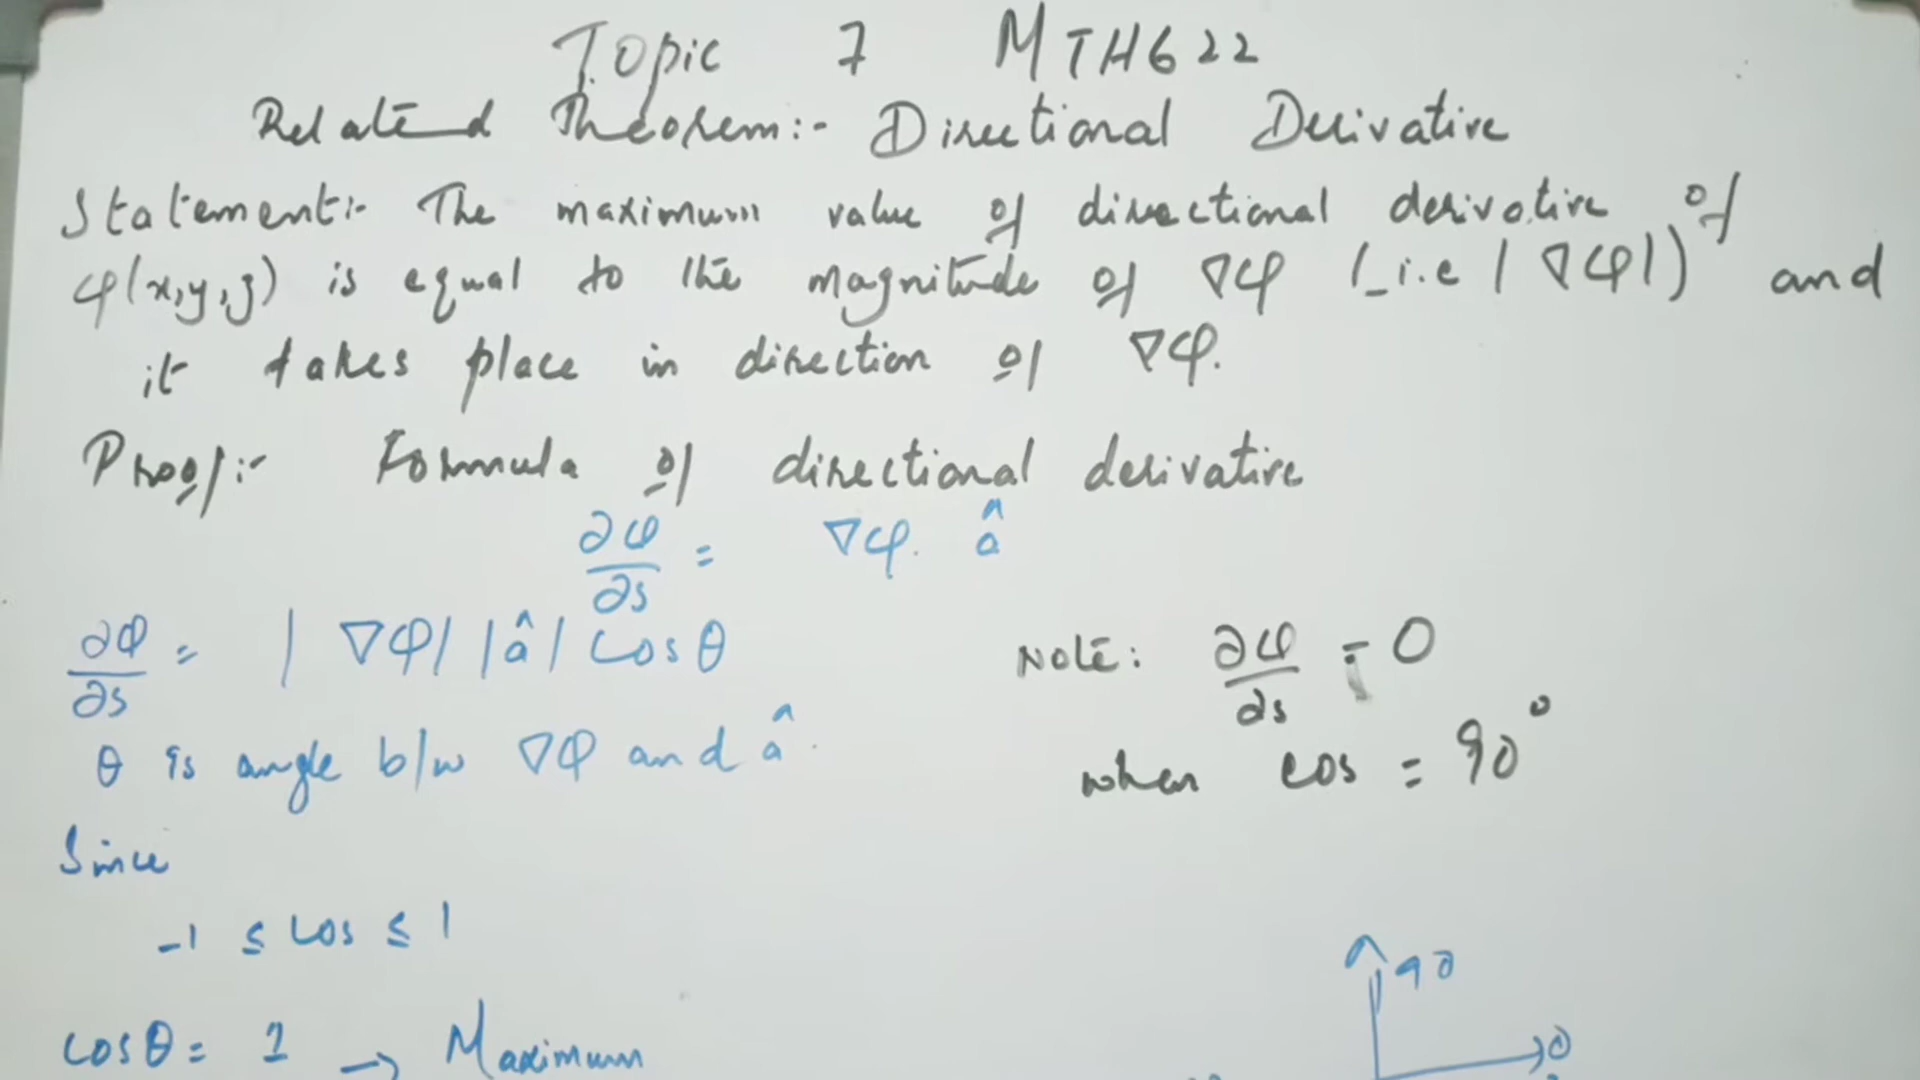 Topic 7 MTH622
Related Theorem:- Directional Derivative
Statement:- The maximum value of directional derivative of
φ(x,y,z) is equal to the magnitude of ∇φ (i.e |∇φ|) and
it takes place in direction of ∇φ.
Proof:- Formula of directional derivative
∂φ/∂s = ∇φ. â
∂φ/∂s = |∇φ| |â| cosθ
θ is angle b/w ∇φ and â.
Note: ∂φ/∂s = 0
when cos = 90°
Since
-1 ≤ cos ≤ 1
90
cosθ = 1 → Maximum
0